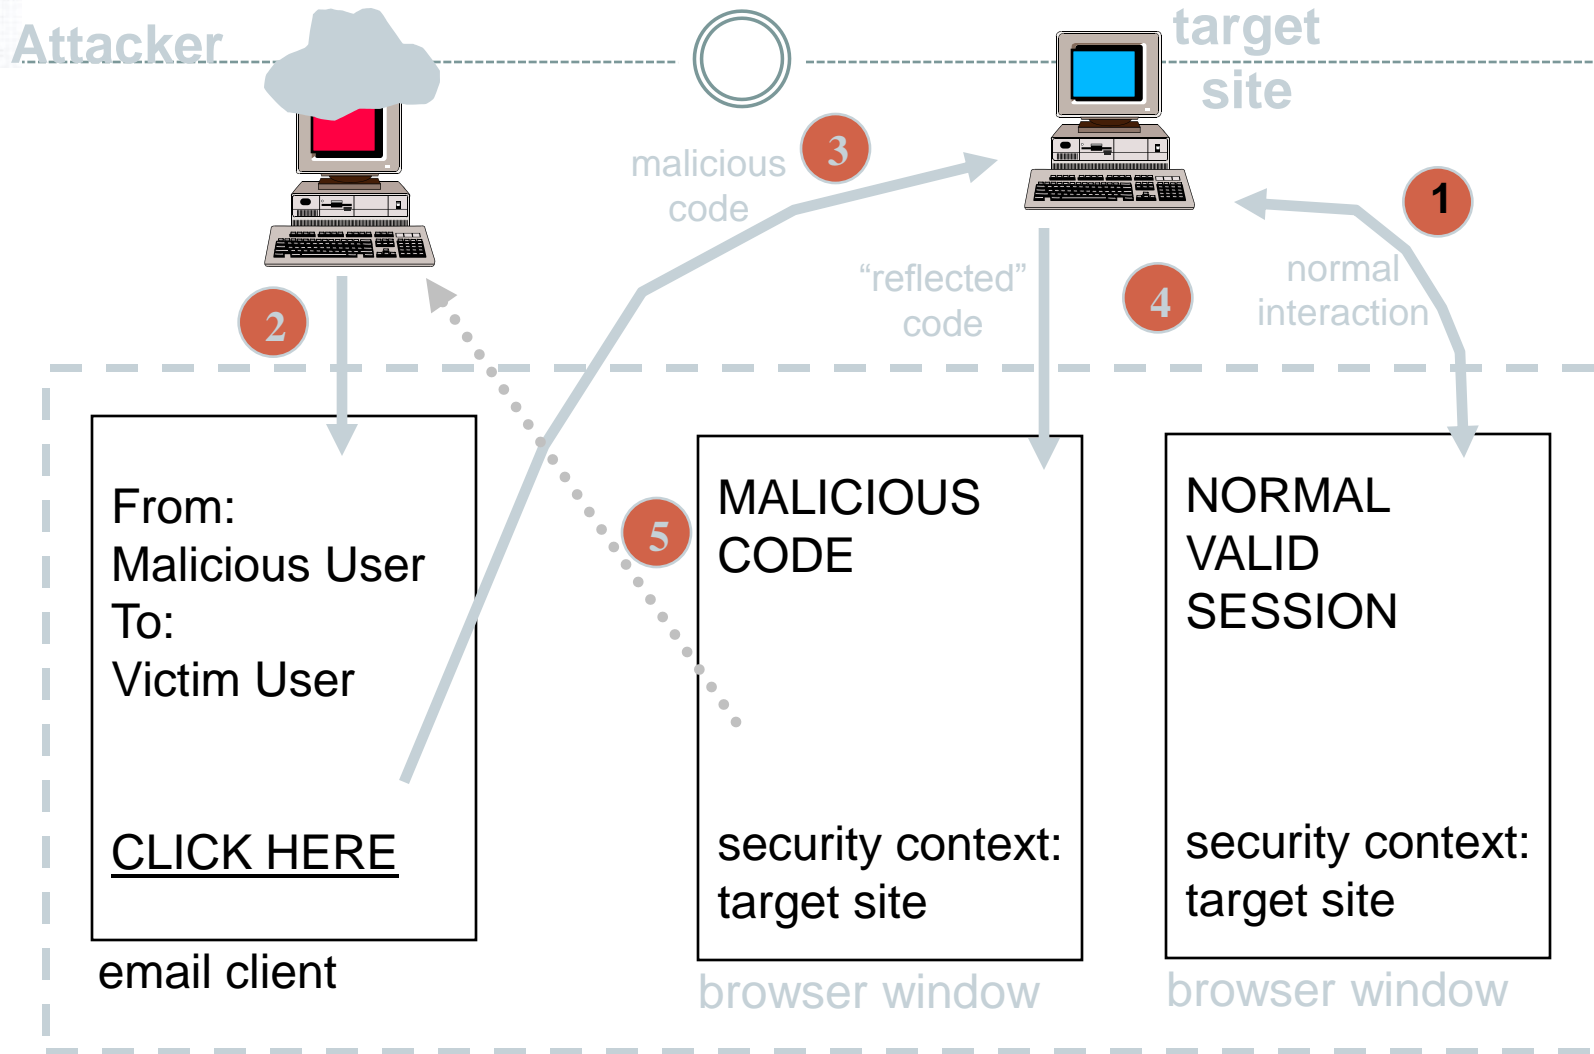 Attacker
target
site
malicious
code
3
1
2
“reflected”
code
4
normal
interaction
From:
Malicious User
To:
Victim User
CLICK HERE
email client
5
MALICIOUS
CODE
security context:
target site
browser window
NORMAL
VALID
SESSION
security context:
target site
browser window